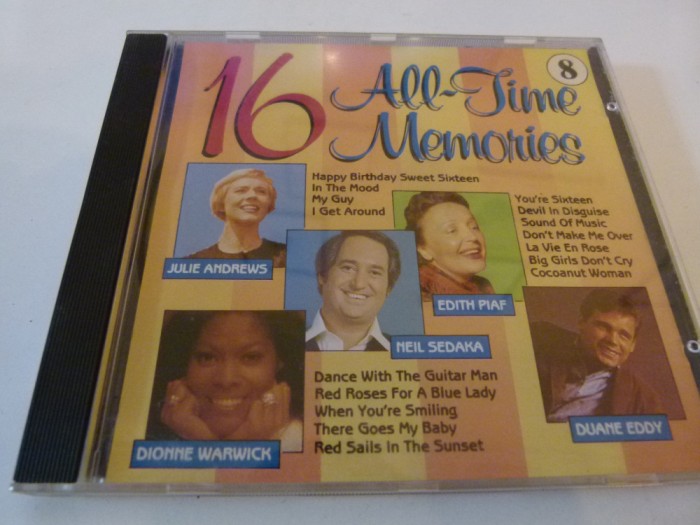 16 All-Time
Memories
8
Happy Birthday Sweet Sixteen
In The Mood
My Guy
I Get Around
You're Sixteen
Devil In Disguise
Sound Of Music
Don't Make Me Over
La Vie En Rose
Big Girls Don't Cry
Cocoanut Woman
JULIE ANDREWS
EDITH PIAF
NEIL SEDAKA
Dance With The Guitar Man
Red Roses For A Blue Lady
When You're Smiling
There Goes My Baby
Red Sails In The Sunset
DIONNE WARWICK
DUANE EDDY